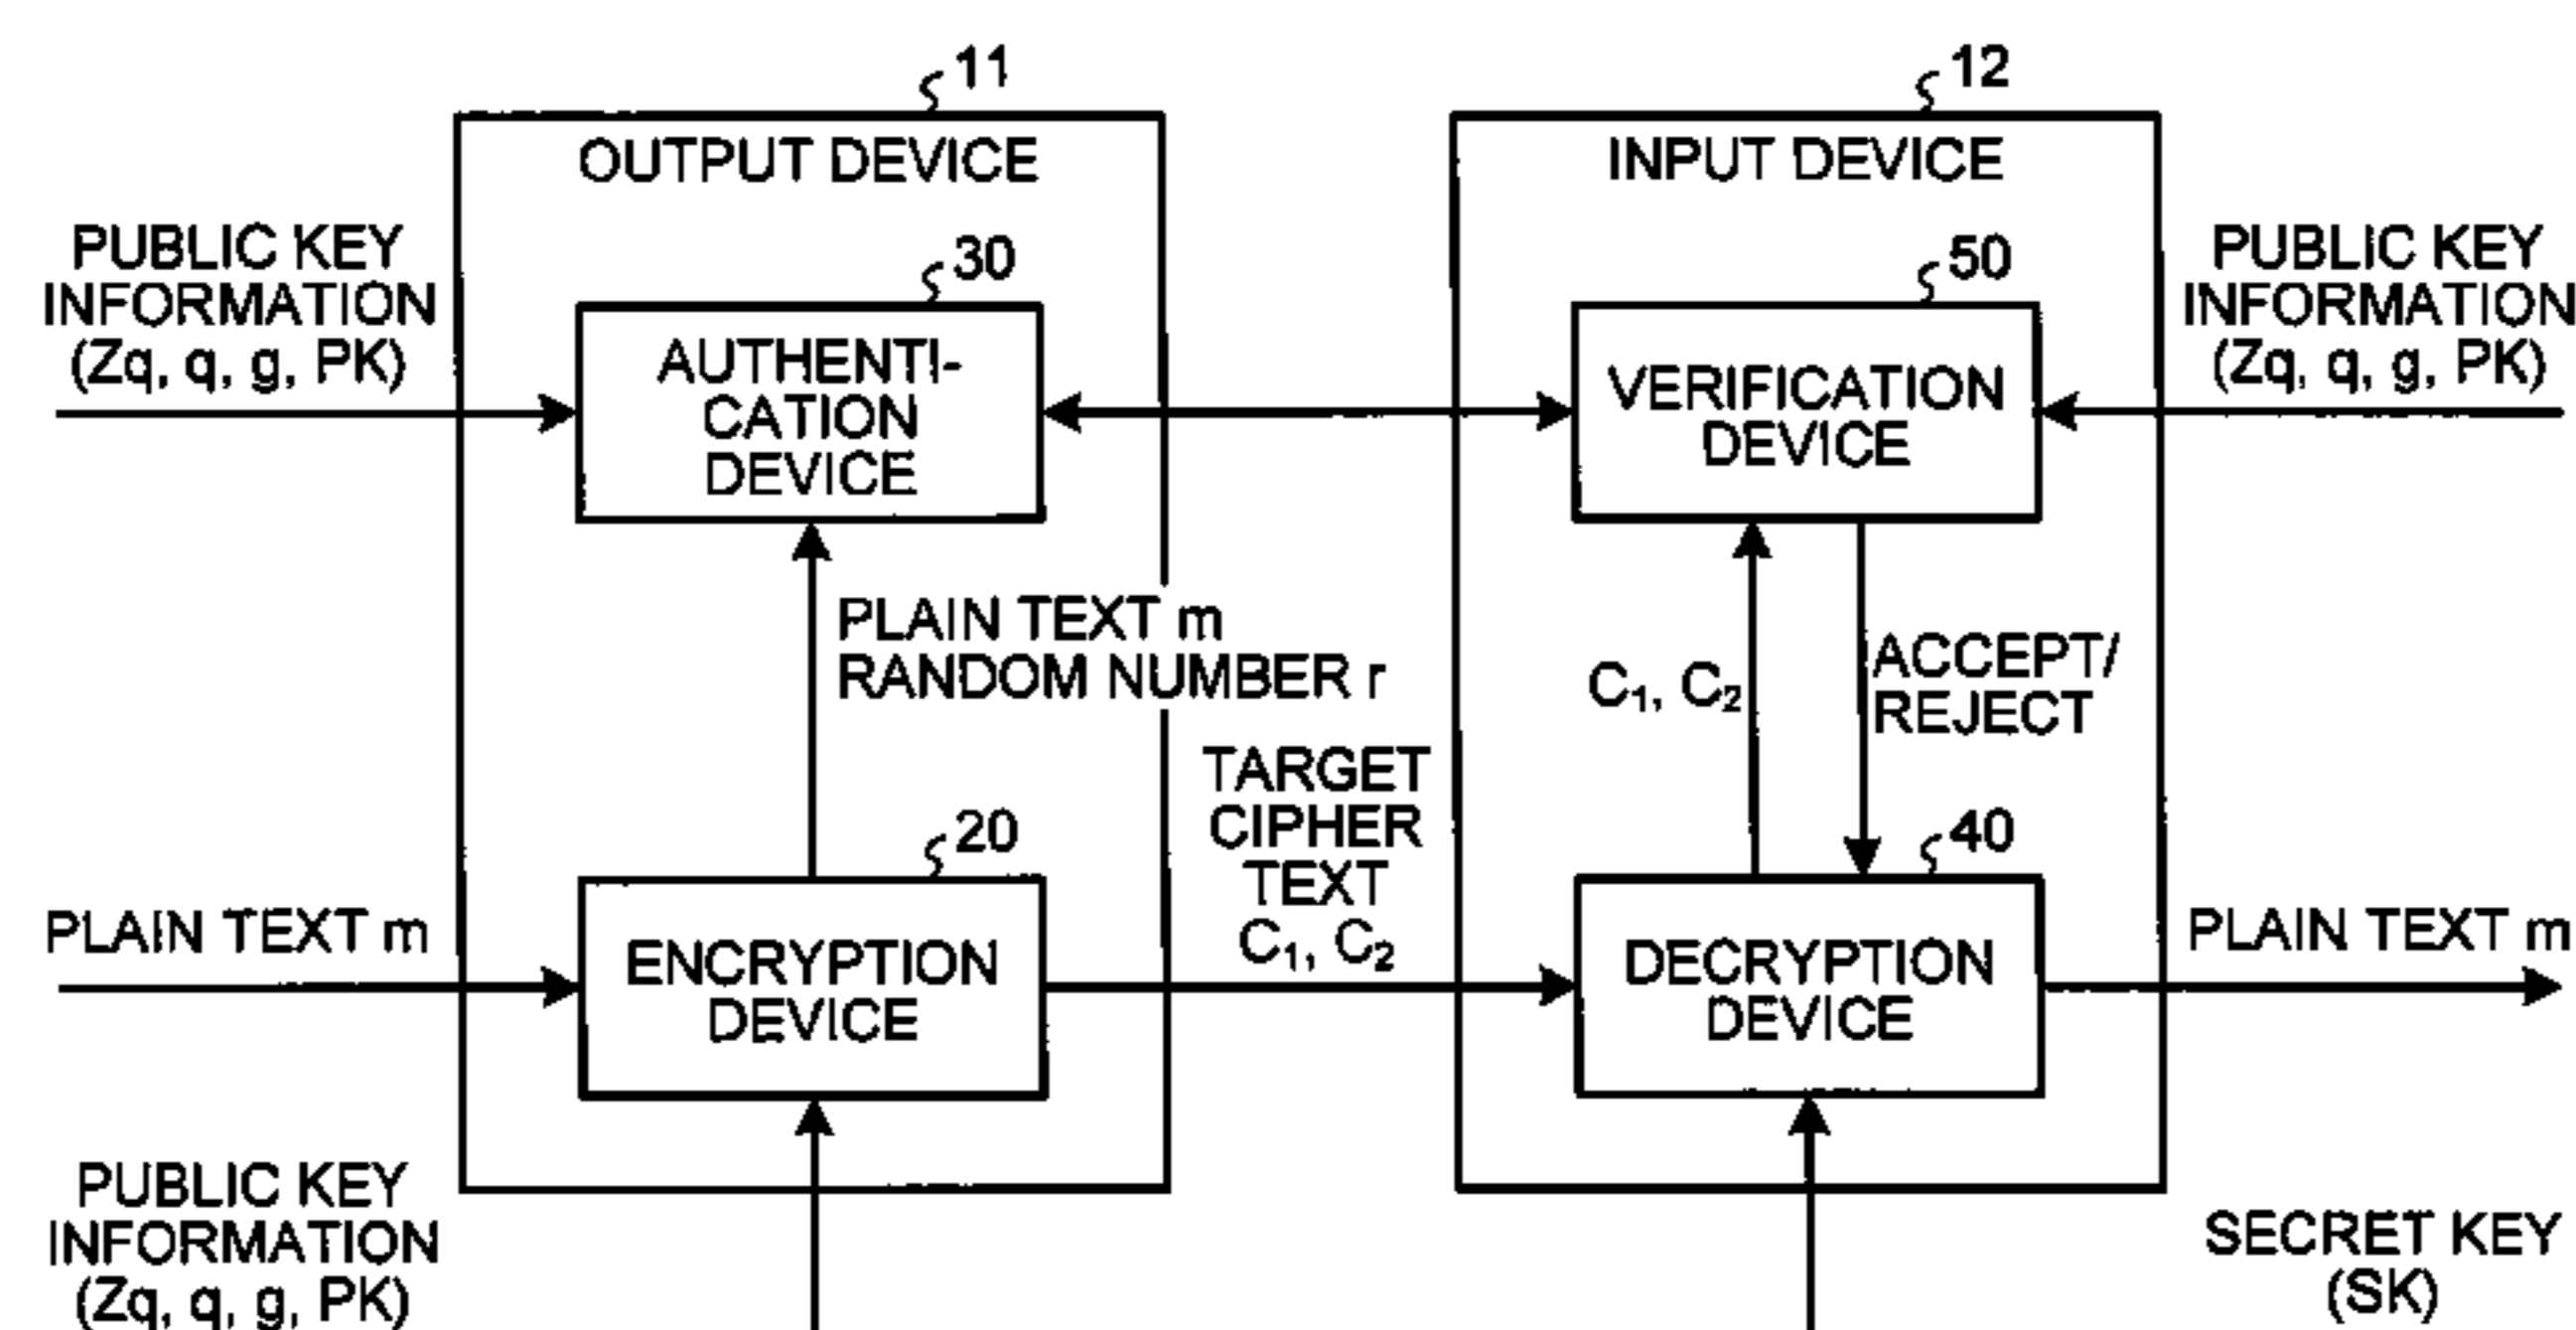 11
12
OUTPUT DEVICE
INPUT DEVICE
PUBLIC KEY
INFORMATION
(Zq, q, g, PK)
30
AUTHENTI-
CATION
DEVICE
50
VERIFICATION
DEVICE
PUBLIC KEY
INFORMATION
(Zq, q, g, PK)
PLAIN TEXT m
RANDOM NUMBER r
C₁, C₂
ACCEPT/
REJECT
TARGET
CIPHER
TEXT
C₁, C₂
PLAIN TEXT m
20
ENCRYPTION
DEVICE
40
DECRYPTION
DEVICE
PLAIN TEXT m
PUBLIC KEY
INFORMATION
(Zq, q, g, PK)
SECRET KEY
(SK)